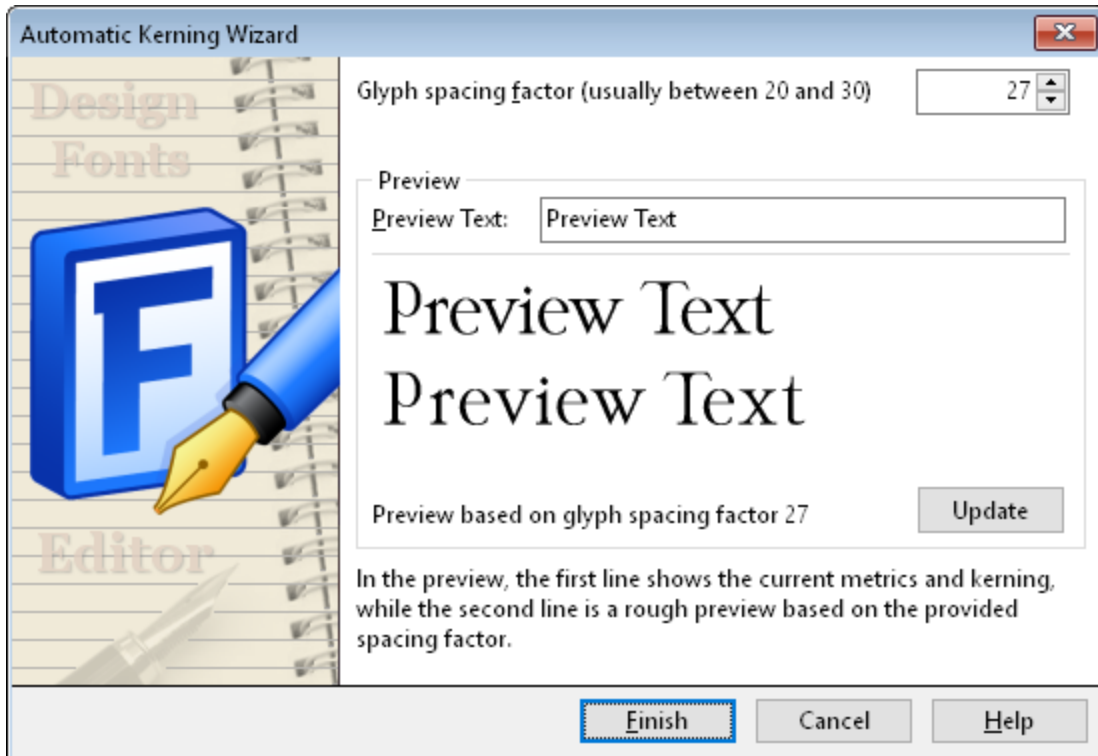 Automatic Kerning Wizard
Design
Fonts
F
Editor
Glyph spacing factor (usually between 20 and 30)
27
Preview
Preview Text:
Preview Text
Preview Text
Preview Text
Preview based on glyph spacing factor 27
Update
In the preview, the first line shows the current metrics and kerning,
while the second line is a rough preview based on the provided
spacing factor.
Finish
Cancel
Help